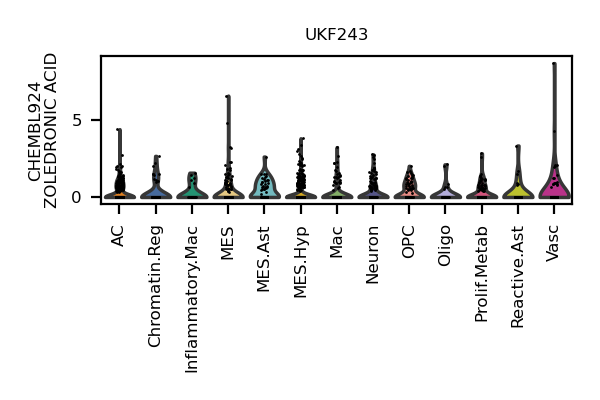 UKF243
CHEMBL924
ZOLEDRONIC ACID
5
0
AC
Chromatin.Reg
Inflammatory.Mac
MES
MES.Ast
MES.Hyp
Mac
Neuron
OPC
Oligo
Prolif.Metab
Reactive.Ast
Vasc